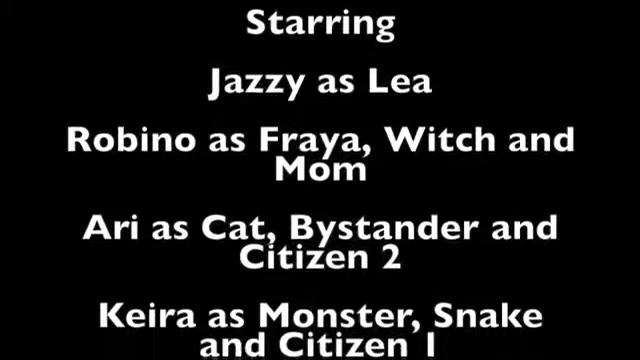 Starring
Jazzy as Lea
Robino as Fraya, Witch and
Mom
Ari as Cat, Bystander and
Citizen 2
Keira as Monster, Snake
and Citizen 1